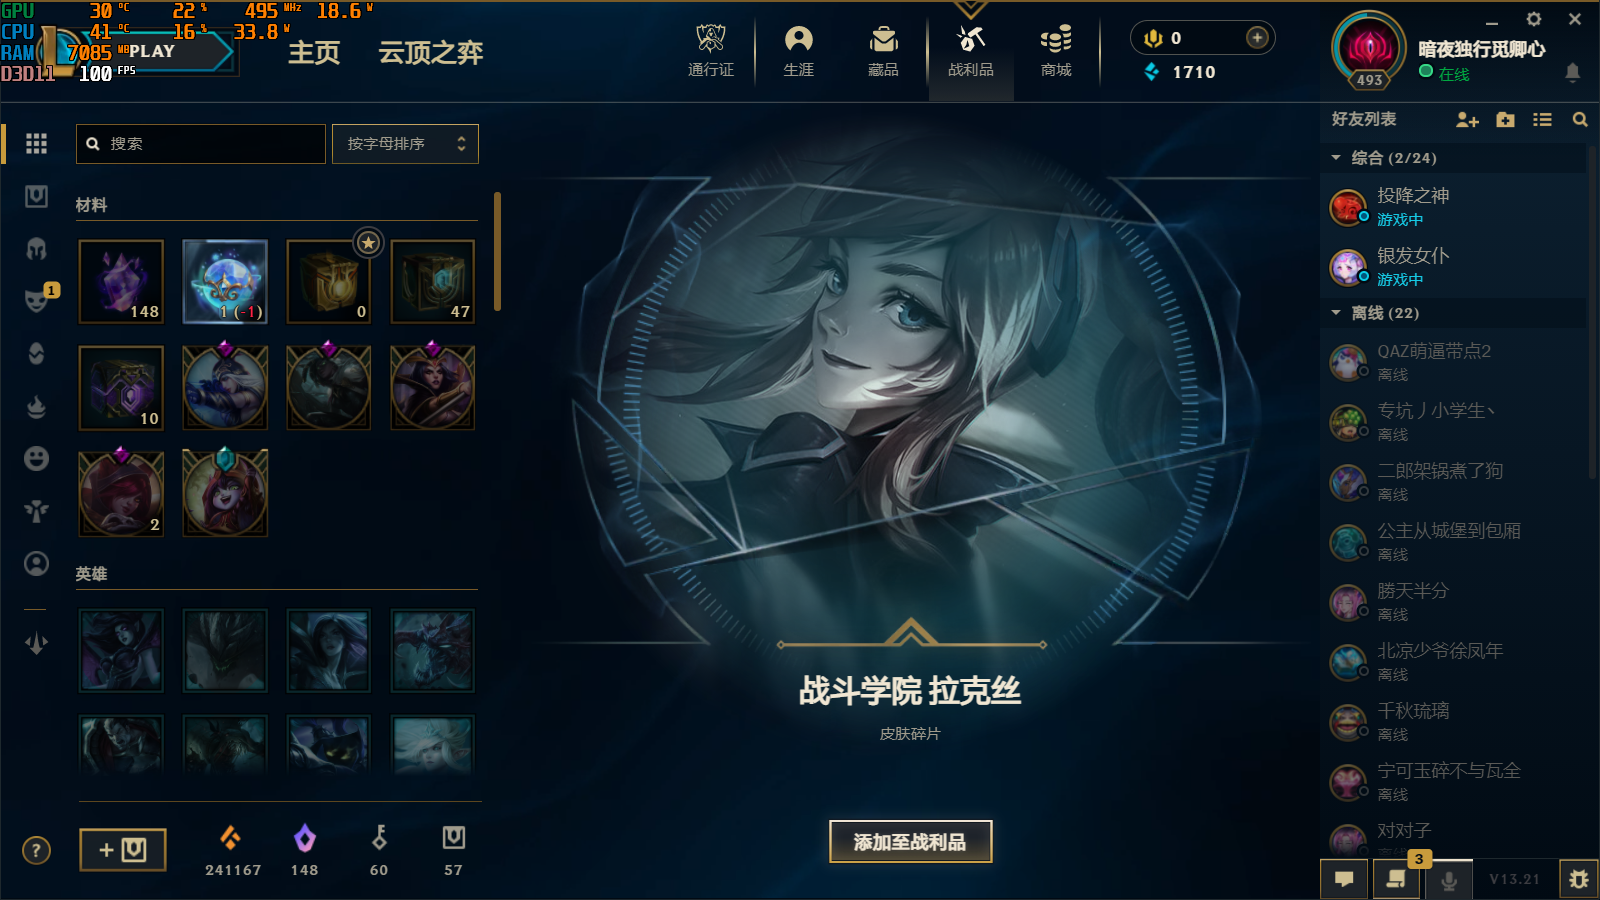 GPU 30 °C 22 % 495 MHz 18.6 W
CPU 41 °C 16 % 33.8 W
RAM 7085 MB
D3D11 100 FPS
PLAY
主页
云顶之弈
通行证
生涯
藏品
战利品
商城
0
1710
493
暗夜独行觅卿心
在线
搜索
按字母排序
材料
148
1 (-1)
0
47
10
2
1
英雄
241167
148
60
57
?
战斗学院 拉克丝
皮肤碎片
添加至战利品
好友列表
综合 (2/24)
投降之神
游戏中
银发女仆
游戏中
离线 (22)
QAZ萌逼带点2
离线
专坑丿小学生丶
离线
二郎架锅煮了狗
离线
公主从城堡到包厢
离线
勝天半分
离线
北凉少爷徐凤年
离线
千秋琉璃
离线
宁可玉碎不与瓦全
离线
对对子
离线
3
V13.21